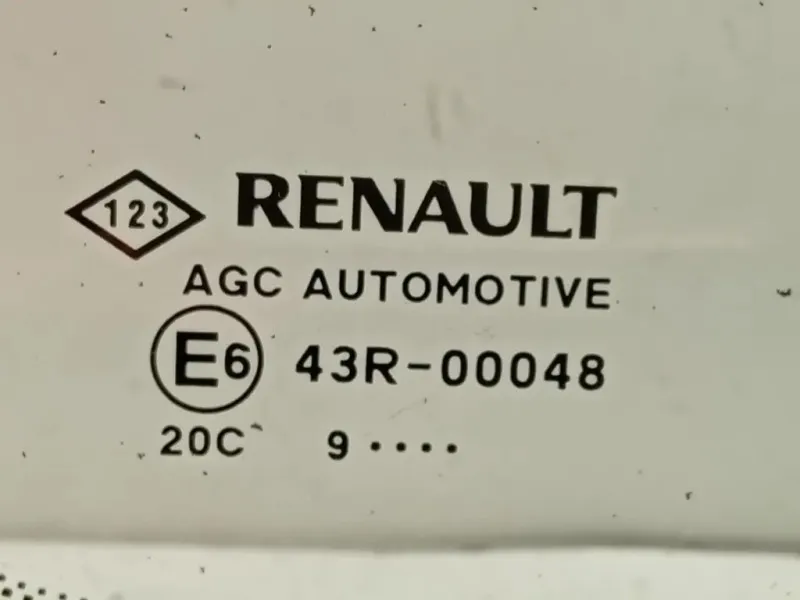 123 RENAULT
AGC AUTOMOTIVE
E6 43R-00048
20C 9 ····